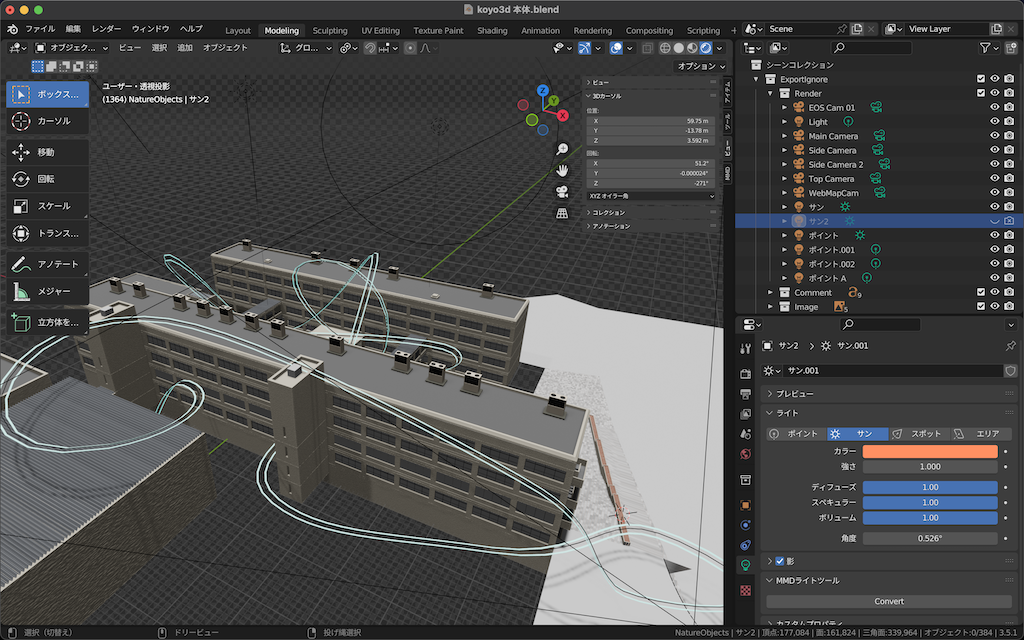 koyo3d 本体.blend
ファイル 編集 レンダー ウィンドウ ヘルプ Layout Modeling Sculpting UV Editing Texture Paint Shading Animation Rendering Compositing Scripting Scene View Layer
オブジェク... ビュー 選択 追加 オブジェクト グロ...
オプション
ユーザー・透視投影
(1364) NatureObjects | サン2
ボックス...
カーソル
移動
回転
スケール
トランス...
アノテート
メジャー
立方体を...
Z
Y
X
ビュー
3Dカーソル
位置:
X 59.75 m
Y -13.78 m
Z 3.592 m
回転:
X 51.2°
Y -0.000024°
Z -271°
XYZ オイラー角
コレクション
アノテーション
アイテム
ツール
ビュー
MMD
シーンコレクション
ExportIgnore
Render
EOS Cam 01
Light
Main Camera
Side Camera
Side Camera 2
Top Camera
WebMapCam
サン
サン2
ポイント
ポイント.001
ポイント.002
ポイント A
Comment 9
Image 5
サン2 サン.001
サン.001
プレビュー
ライト
ポイント サン スポット エリア
カラー
強さ 1.000
ディフューズ 1.00
スペキュラー 1.00
ボリューム 1.00
角度 0.526°
影
MMDライトツール
Convert
カスタムプロパティ
選択（切替え） ドリービュー 投げ縄選択 NatureObjects | サン2 | 頂点:177,084 | 面:161,824 | 三角面:339,964 | オブジェクト:0/384 | 3.5.1